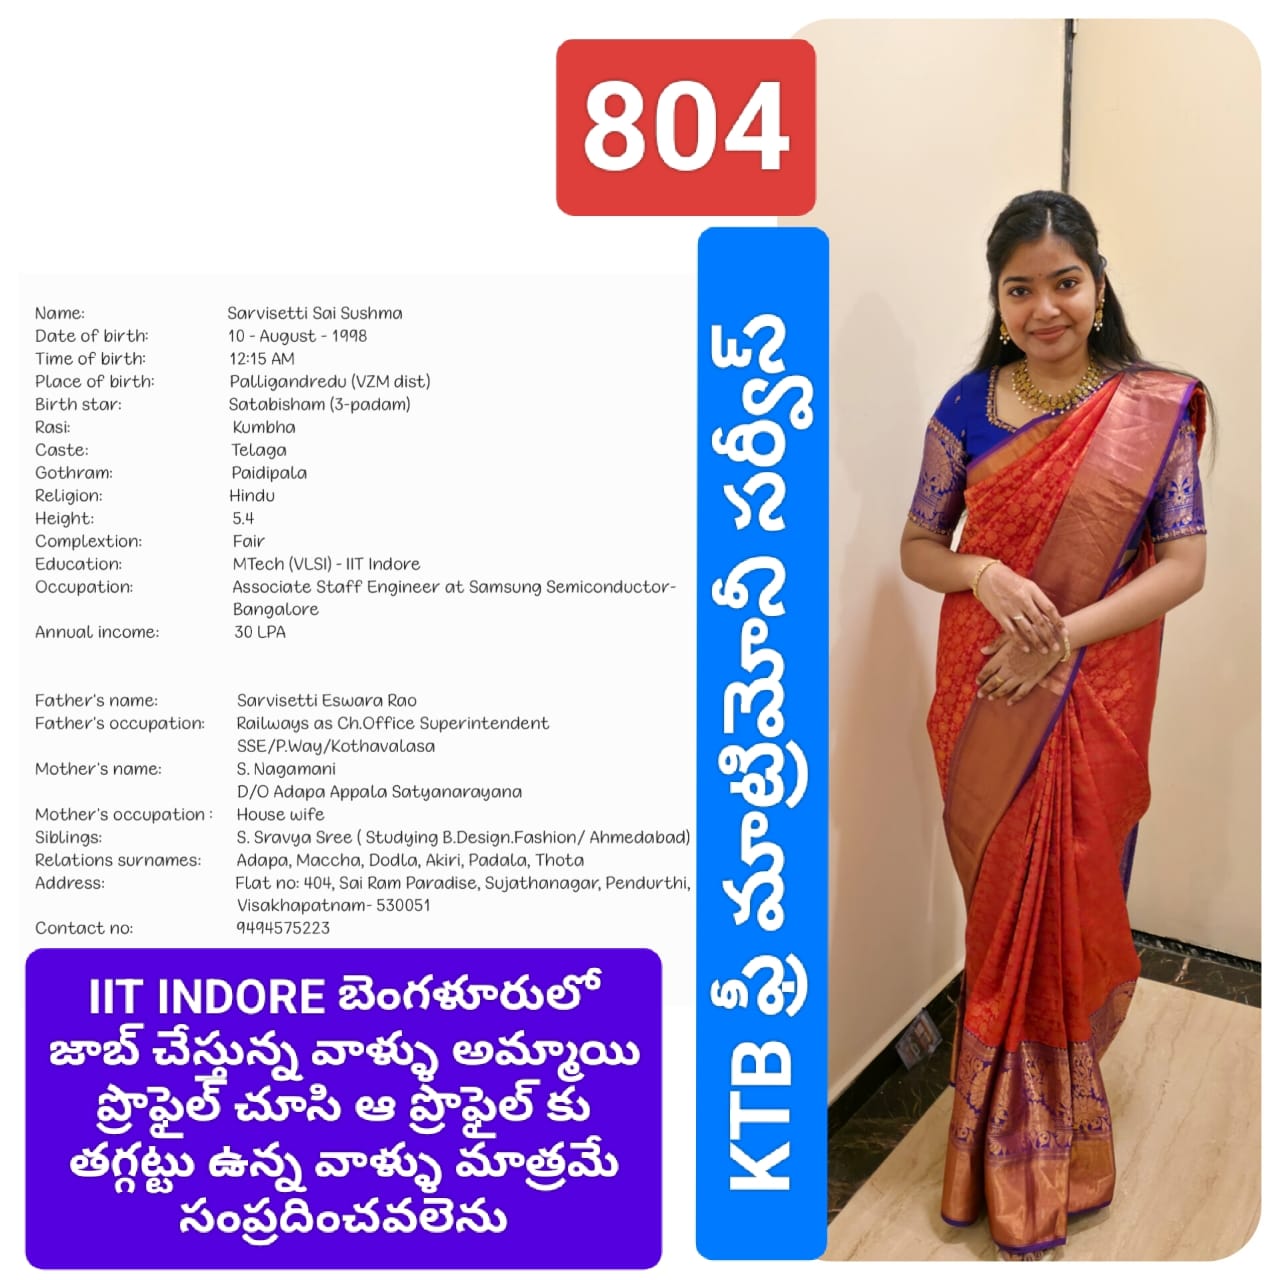 804
Name: Sarvisetti Sai Sushma
Date of birth: 10 - August - 1998
Time of birth: 12:15 AM
Place of birth: Palligandredu (VZM dist)
Birth star: Satabisham (3-padam)
Rasi: Kumbha
Caste: Telaga
Gothram: Paidipala
Religion: Hindu
Height: 5.4
Complextion: Fair
Education: MTech (VLSI) - IIT Indore
Occupation: Associate Staff Engineer at Samsung Semiconductor-
Bangalore
Annual income: 30 LPA
Father's name: Sarvisetti Eswara Rao
Father's occupation: Railways as Ch.Office Superintendent
SSE/P.Way/Kothavalasa
Mother's name: S. Nagamani
D/O Adapa Appala Satyanarayana
Mother's occupation : House wife
Siblings: S. Sravya Sree ( Studying B.Design.Fashion/ Ahmedabad)
Relations surnames: Adapa, Maccha, Dodla, Akiri, Padala, Thota
Address: Flat no: 404, Sai Ram Paradise, Sujathanagar, Pendurthi,
Visakhapatnam- 530051
Contact no: 9494575223
IIT INDORE బెంగళూరులో
జాబ్ చేస్తున్న వాళ్ళు అమ్మాయి
ప్రొఫైల్ చూసి ఆ ప్రొఫైల్ కు
తగ్గట్టు ఉన్న వాళ్ళు మాత్రమే
సంప్రదించవలెను
KTB ఫ్రీ మాట్రిమోనీ సర్వీస్